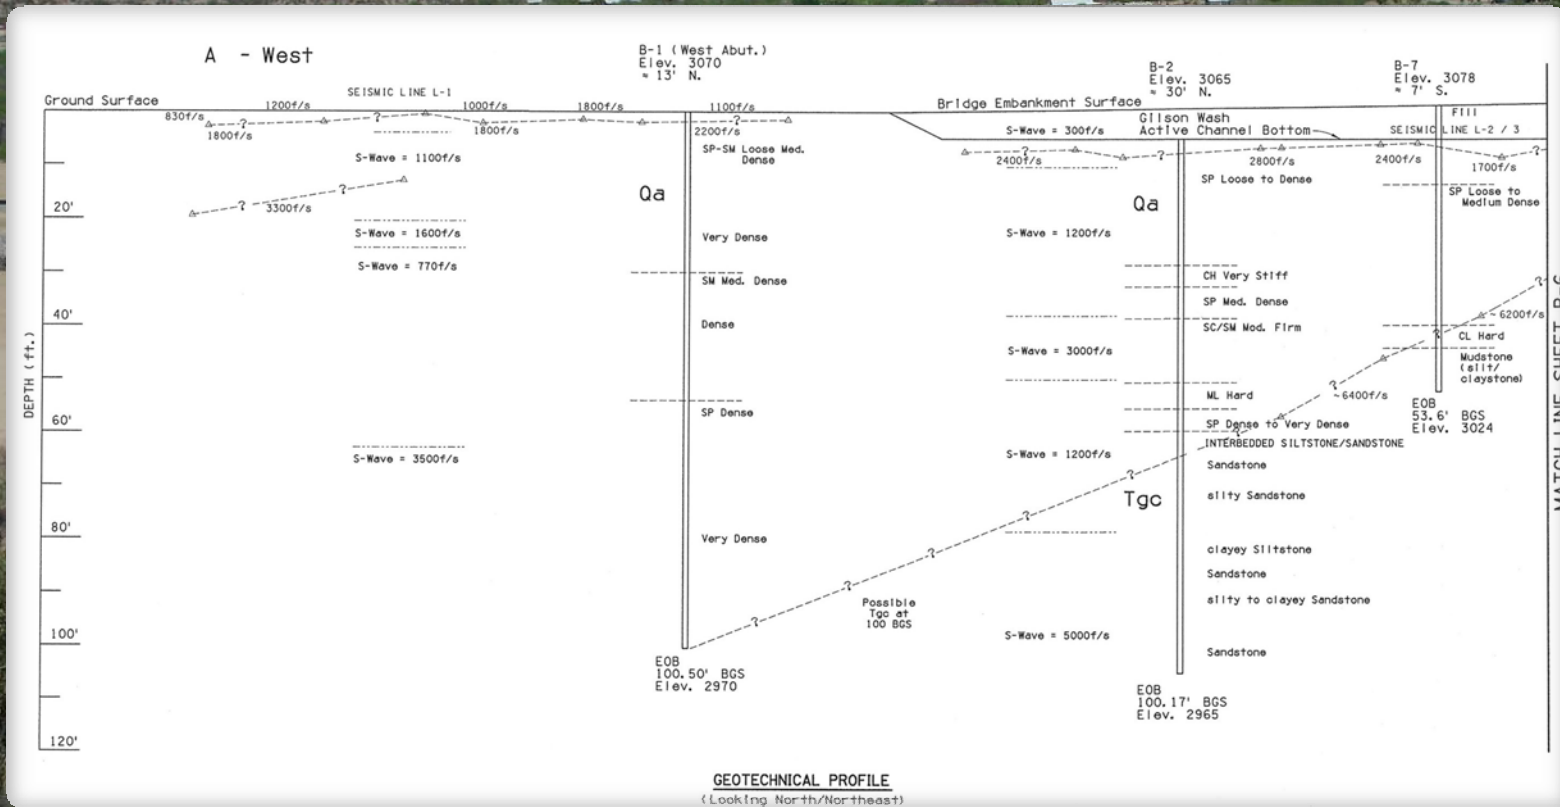 A - West
B-1 (West Abut.)
Elev. 3070
≈ 13' N.
B-2
Elev. 3065
≈ 30' N.
B-7
Elev. 3078
≈ 7' S.
Ground Surface
SEISMIC LINE L-1
830f/s
1200f/s
1000f/s
1800f/s
1100f/s
1800f/s
1800f/s
2200f/s
Bridge Embankment Surface
Gilson Wash
Active Channel Bottom
Fill
SEISMIC LINE L-2 / 3
S-Wave = 300f/s
2400f/s
2800f/s
2400f/s
1700f/s
S-Wave = 1100f/s
3300f/s
S-Wave = 1600f/s
S-Wave = 770f/s
S-Wave = 3500f/s
Qa
SP-SM Loose Med.
Dense
Very Dense
SM Med. Dense
Dense
SP Dense
Very Dense
EOB
100.50' BGS
Elev. 2970
Possible
Tgc at
100 BGS
S-Wave = 1200f/s
S-Wave = 3000f/s
S-Wave = 1200f/s
S-Wave = 5000f/s
Qa
Tgc
SP Loose to Dense
CH Very Stiff
SP Med. Dense
SC/SM Mod. Firm
ML Hard
SP Dense to Very Dense
INTERBEDDED SILTSTONE/SANDSTONE
Sandstone
silty Sandstone
clayey Siltstone
Sandstone
silty to clayey Sandstone
Sandstone
EOB
100.17' BGS
Elev. 2965
SP Loose to
Medium Dense
~6200f/s
CL Hard
Mudstone
(silt/
claystone)
~6400f/s
EOB
53.6' BGS
Elev. 3024
DEPTH (ft.)
20'
40'
60'
80'
100'
120'
MATCH LINE SHEET
GEOTECHNICAL PROFILE
(Looking North/Northeast)